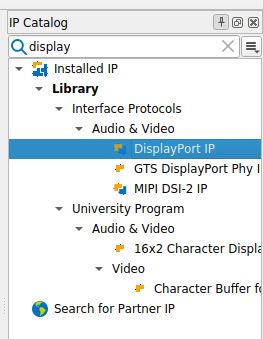 IP Catalog
display
Installed IP
Library
Interface Protocols
Audio & Video
DisplayPort IP
GTS DisplayPort Phy I
MIPI DSI-2 IP
University Program
Audio & Video
16x2 Character Displa
Video
Character Buffer fo
Search for Partner IP